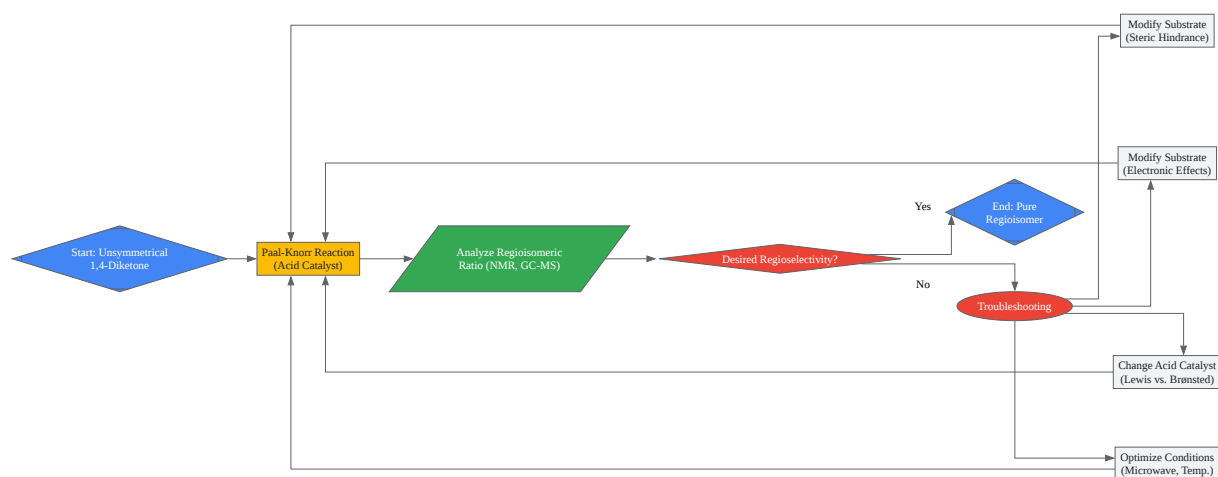 Modify Substrate
(Steric Hindrance)
Modify Substrate
(Electronic Effects)
Yes
End: Pure
Regioisomer
Start: Unsymmetrical
1,4-Diketone
Paal-Knorr Reaction
(Acid Catalyst)
Analyze Regioisomeric
Ratio (NMR, GC-MS)
Desired Regioselectivity?
No
Troubleshooting
Change Acid Catalyst
(Lewis vs. Brønsted)
Optimize Conditions
(Microwave, Temp.)